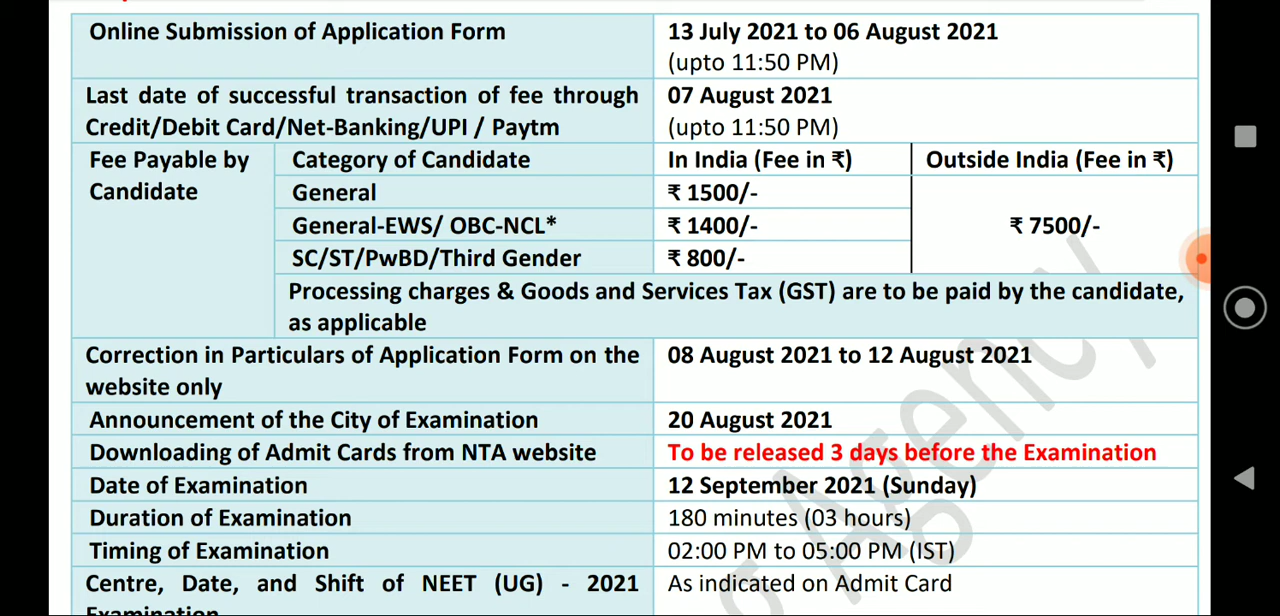 Online Submission of Application Form
13 July 2021 to 06 August 2021
(upto 11:50 PM)
Last date of successful transaction of fee through
Credit/Debit Card/Net-Banking/UPI / Paytm
07 August 2021
(upto 11:50 PM)
Fee Payable by
Candidate
Category of Candidate
In India (Fee in ₹)
Outside India (Fee in ₹)
General
₹ 1500/-
General-EWS/ OBC-NCL*
₹ 1400/-
₹ 7500/-
SC/ST/PwBD/Third Gender
₹ 800/-
Processing charges & Goods and Services Tax (GST) are to be paid by the candidate,
as applicable
Correction in Particulars of Application Form on the
website only
08 August 2021 to 12 August 2021
Announcement of the City of Examination
20 August 2021
Downloading of Admit Cards from NTA website
To be released 3 days before the Examination
Date of Examination
12 September 2021 (Sunday)
Duration of Examination
180 minutes (03 hours)
Timing of Examination
02:00 PM to 05:00 PM (IST)
Centre, Date, and Shift of NEET (UG) - 2021
Examination
As indicated on Admit Card
Agency